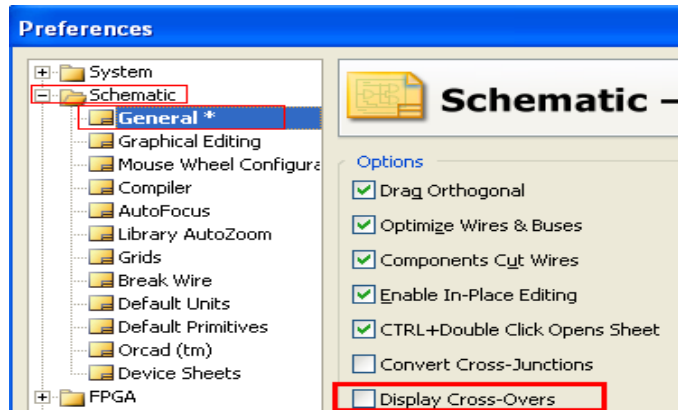 Preferences
System
Schematic
General *
Graphical Editing
Mouse Wheel Configura
Compiler
AutoFocus
Library AutoZoom
Grids
Break Wire
Default Units
Default Primitives
Orcad (tm)
Device Sheets
FPGA
Schematic –
Options
Drag Orthogonal
Optimize Wires & Buses
Components Cut Wires
Enable In-Place Editing
CTRL+Double Click Opens Sheet
Convert Cross-Junctions
Display Cross-Overs